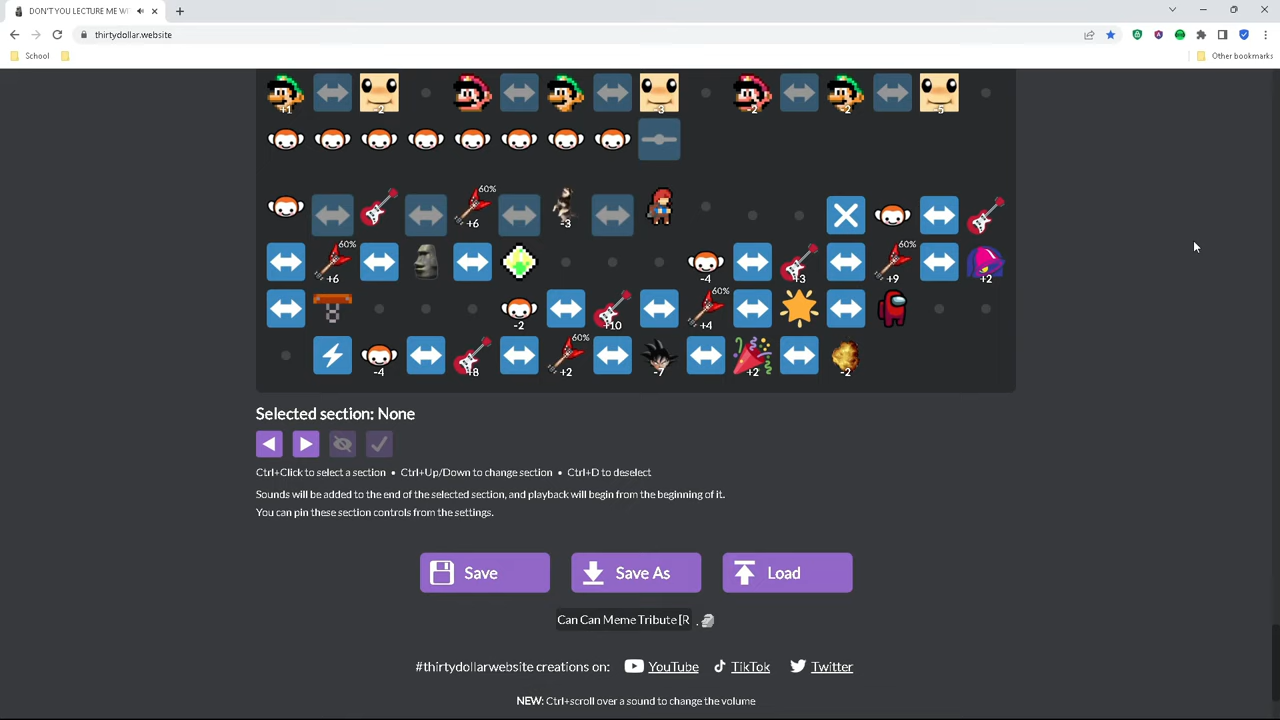 DON'T YOU LECTURE ME W
thirtydollar.website
School
Other bookmarks
+1 -2 -3 -2 -2 -5
60%
+6 -3
60% 60%
+6 -4 +3 +9 +2
60%
-2 +10 +4
60%
-4 +8 +2 -7 +2 -2
Selected section: None
Ctrl+Click to select a section • Ctrl+Up/Down to change section • Ctrl+D to deselect
Sounds will be added to the end of the selected section, and playback will begin from the beginning of it.
You can pin these section controls from the settings.
Save Save As Load
Can Can Meme Tribute [R .🗿
#thirtydollarwebsite creations on: YouTube TikTok Twitter
NEW: Ctrl+scroll over a sound to change the volume